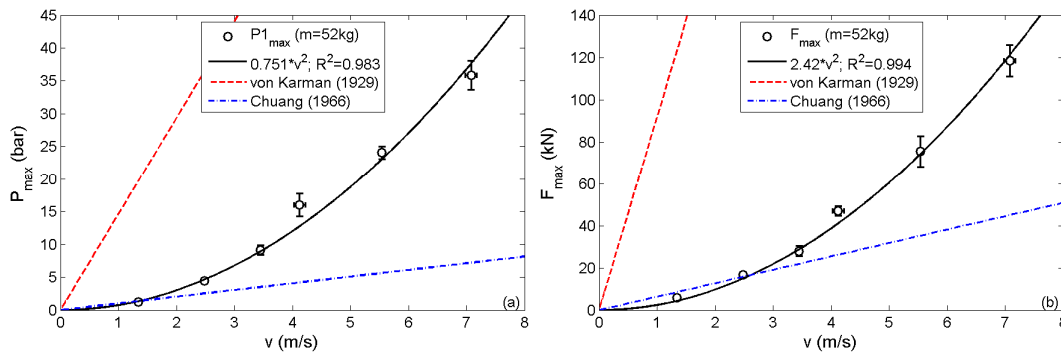 45
40
35
30
25
20
15
10
5
0
P_max (bar)
P1_max (m=52kg)
0.751*v²; R²=0.983
von Karman (1929)
Chuang (1966)
(a)
0 1 2 3 4 5 6 7 8
v (m/s)
140
120
100
80
60
40
20
0
F_max (kN)
F_max (m=52kg)
2.42*v²; R²=0.994
von Karman (1929)
Chuang (1966)
(b)
0 1 2 3 4 5 6 7 8
v (m/s)